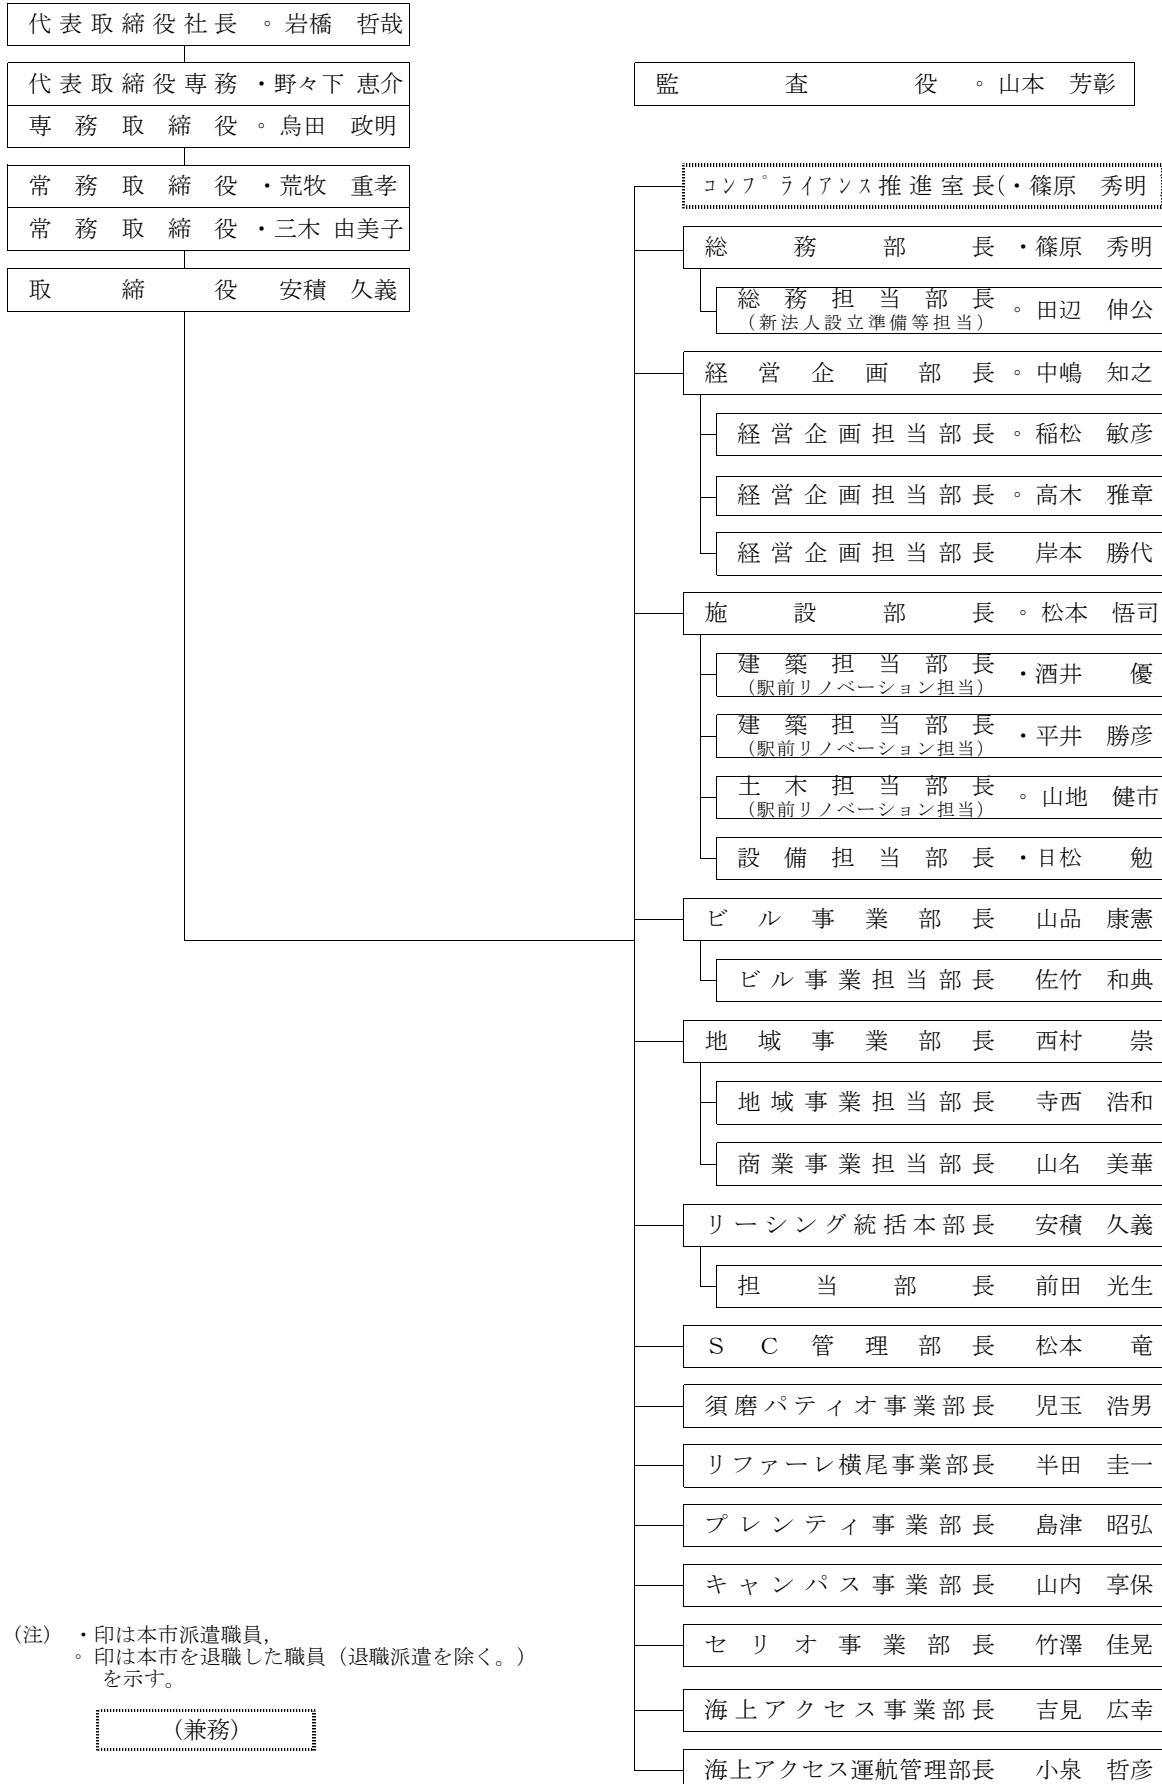 代表取締役社長 ◦ 岩橋 哲哉
代表取締役専務 ・野々下 恵介
専務取締役 ◦ 鳥田 政明
常務取締役 ・荒牧 重孝
常務取締役 ・三木 由美子
取締役 安積 久義
監査役 ◦ 山本 芳彰
コンプライアンス推進室長(・篠原 秀明
総務部長 ・篠原 秀明
総務担当部長 ◦ 田辺 伸公
（新法人設立準備等担当）
経営企画部長 ◦ 中嶋 知之
経営企画担当部長 ◦ 稲松 敏彦
経営企画担当部長 ◦ 高木 雅章
経営企画担当部長 岸本 勝代
施設部長 ◦ 松本 悟司
建築担当部長 ・酒井 優
（駅前リノベーション担当）
建築担当部長 ・平井 勝彦
（駅前リノベーション担当）
土木担当部長 ◦ 山地 健市
（駅前リノベーション担当）
設備担当部長 ・日松 勉
ビル事業部長 山品 康憲
ビル事業担当部長 佐竹 和典
地域事業部長 西村 崇
地域事業担当部長 寺西 浩和
商業事業担当部長 山名 美華
リーシング統括本部長 安積 久義
担当部長 前田 光生
ＳＣ管理部長 松本 竜
須磨パティオ事業部長 児玉 浩男
リファーレ横尾事業部長 半田 圭一
プレンティ事業部長 島津 昭弘
キャンパス事業部長 山内 享保
セリオ事業部長 竹澤 佳晃
海上アクセス事業部長 吉見 広幸
海上アクセス運航管理部長 小泉 哲彦
（注） ・印は本市派遣職員，
◦ 印は本市を退職した職員（退職派遣を除く。）
を示す。
（兼務）